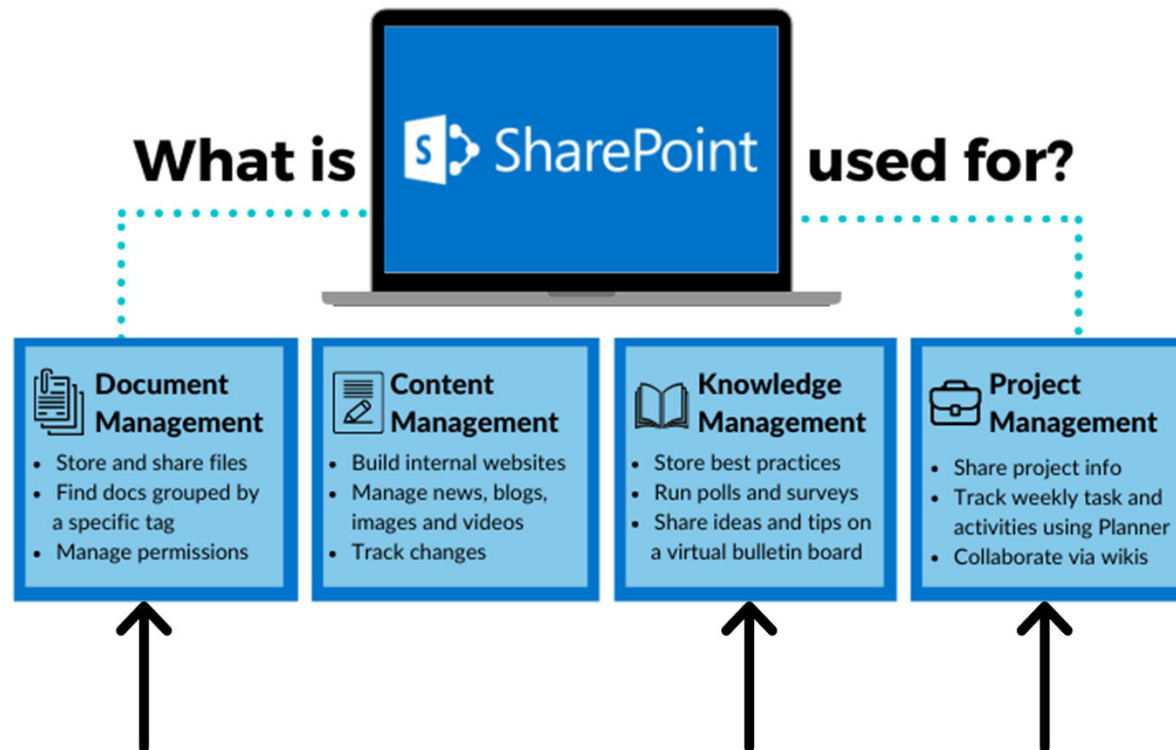 What is
S SharePoint
used for?
Document
Management
• Store and share files
• Find docs grouped by
a specific tag
• Manage permissions
Content
Management
• Build internal websites
• Manage news, blogs,
images and videos
• Track changes
Knowledge
Management
• Store best practices
• Run polls and surveys
• Share ideas and tips on
a virtual bulletin board
Project
Management
• Share project info
• Track weekly task and
activities using Planner
• Collaborate via wikis